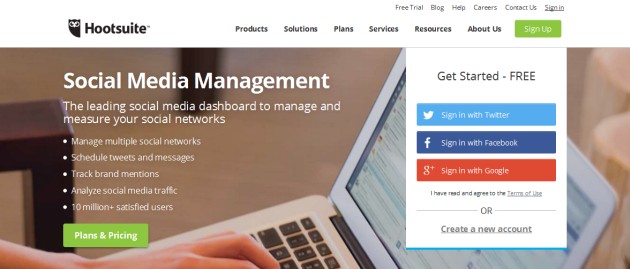 Free Trial Blog Help Careers Contact Us Sign in
Hootsuite™
Products Solutions Plans Services Resources About Us Sign Up
Social Media Management
The leading social media dashboard to manage and
measure your social networks
• Manage multiple social networks
• Schedule tweets and messages
• Track brand mentions
• Analyze social media traffic
• 10 million+ satisfied users
Plans & Pricing
Get Started - FREE
Sign in with Twitter
Sign in with Facebook
g+ Sign in with Google
I have read and agree to the Terms of Use
OR
Create a new account